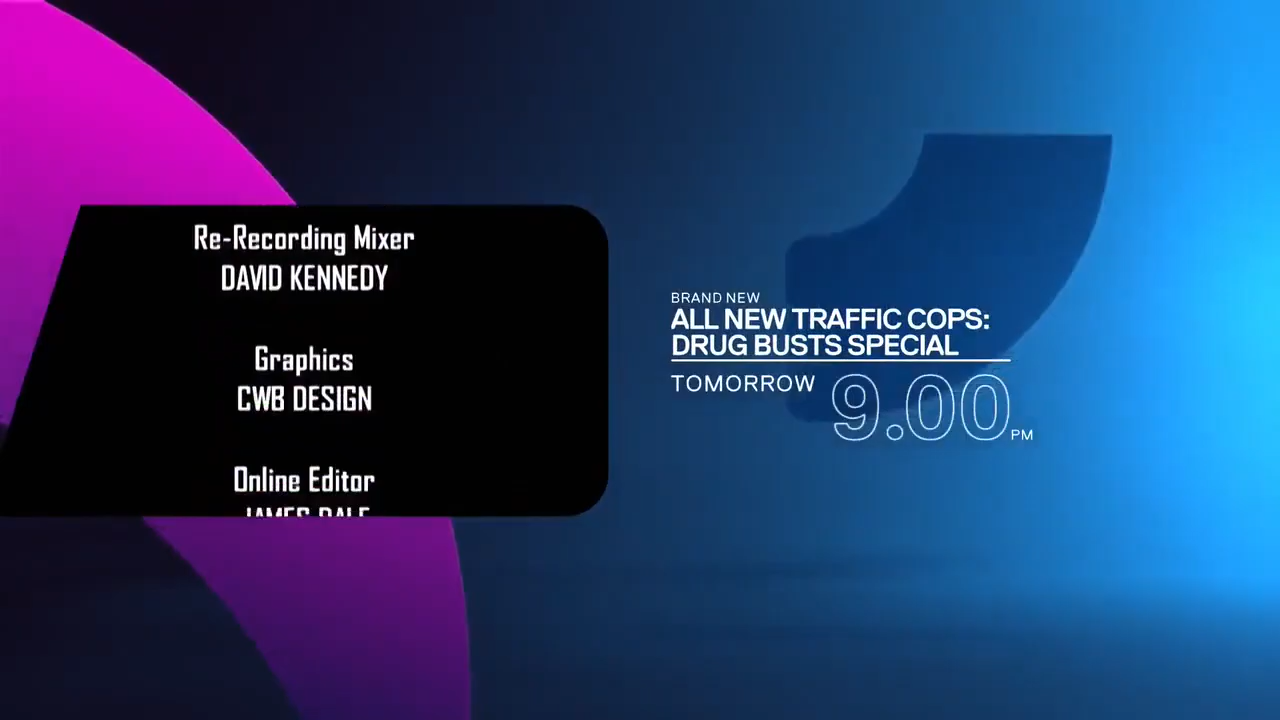 Re-Recording Mixer
DAVID KENNEDY
Graphics
CWB DESIGN
Online Editor
BRAND NEW
ALL NEW TRAFFIC COPS:
DRUG BUSTS SPECIAL
TOMORROW 9.00 PM